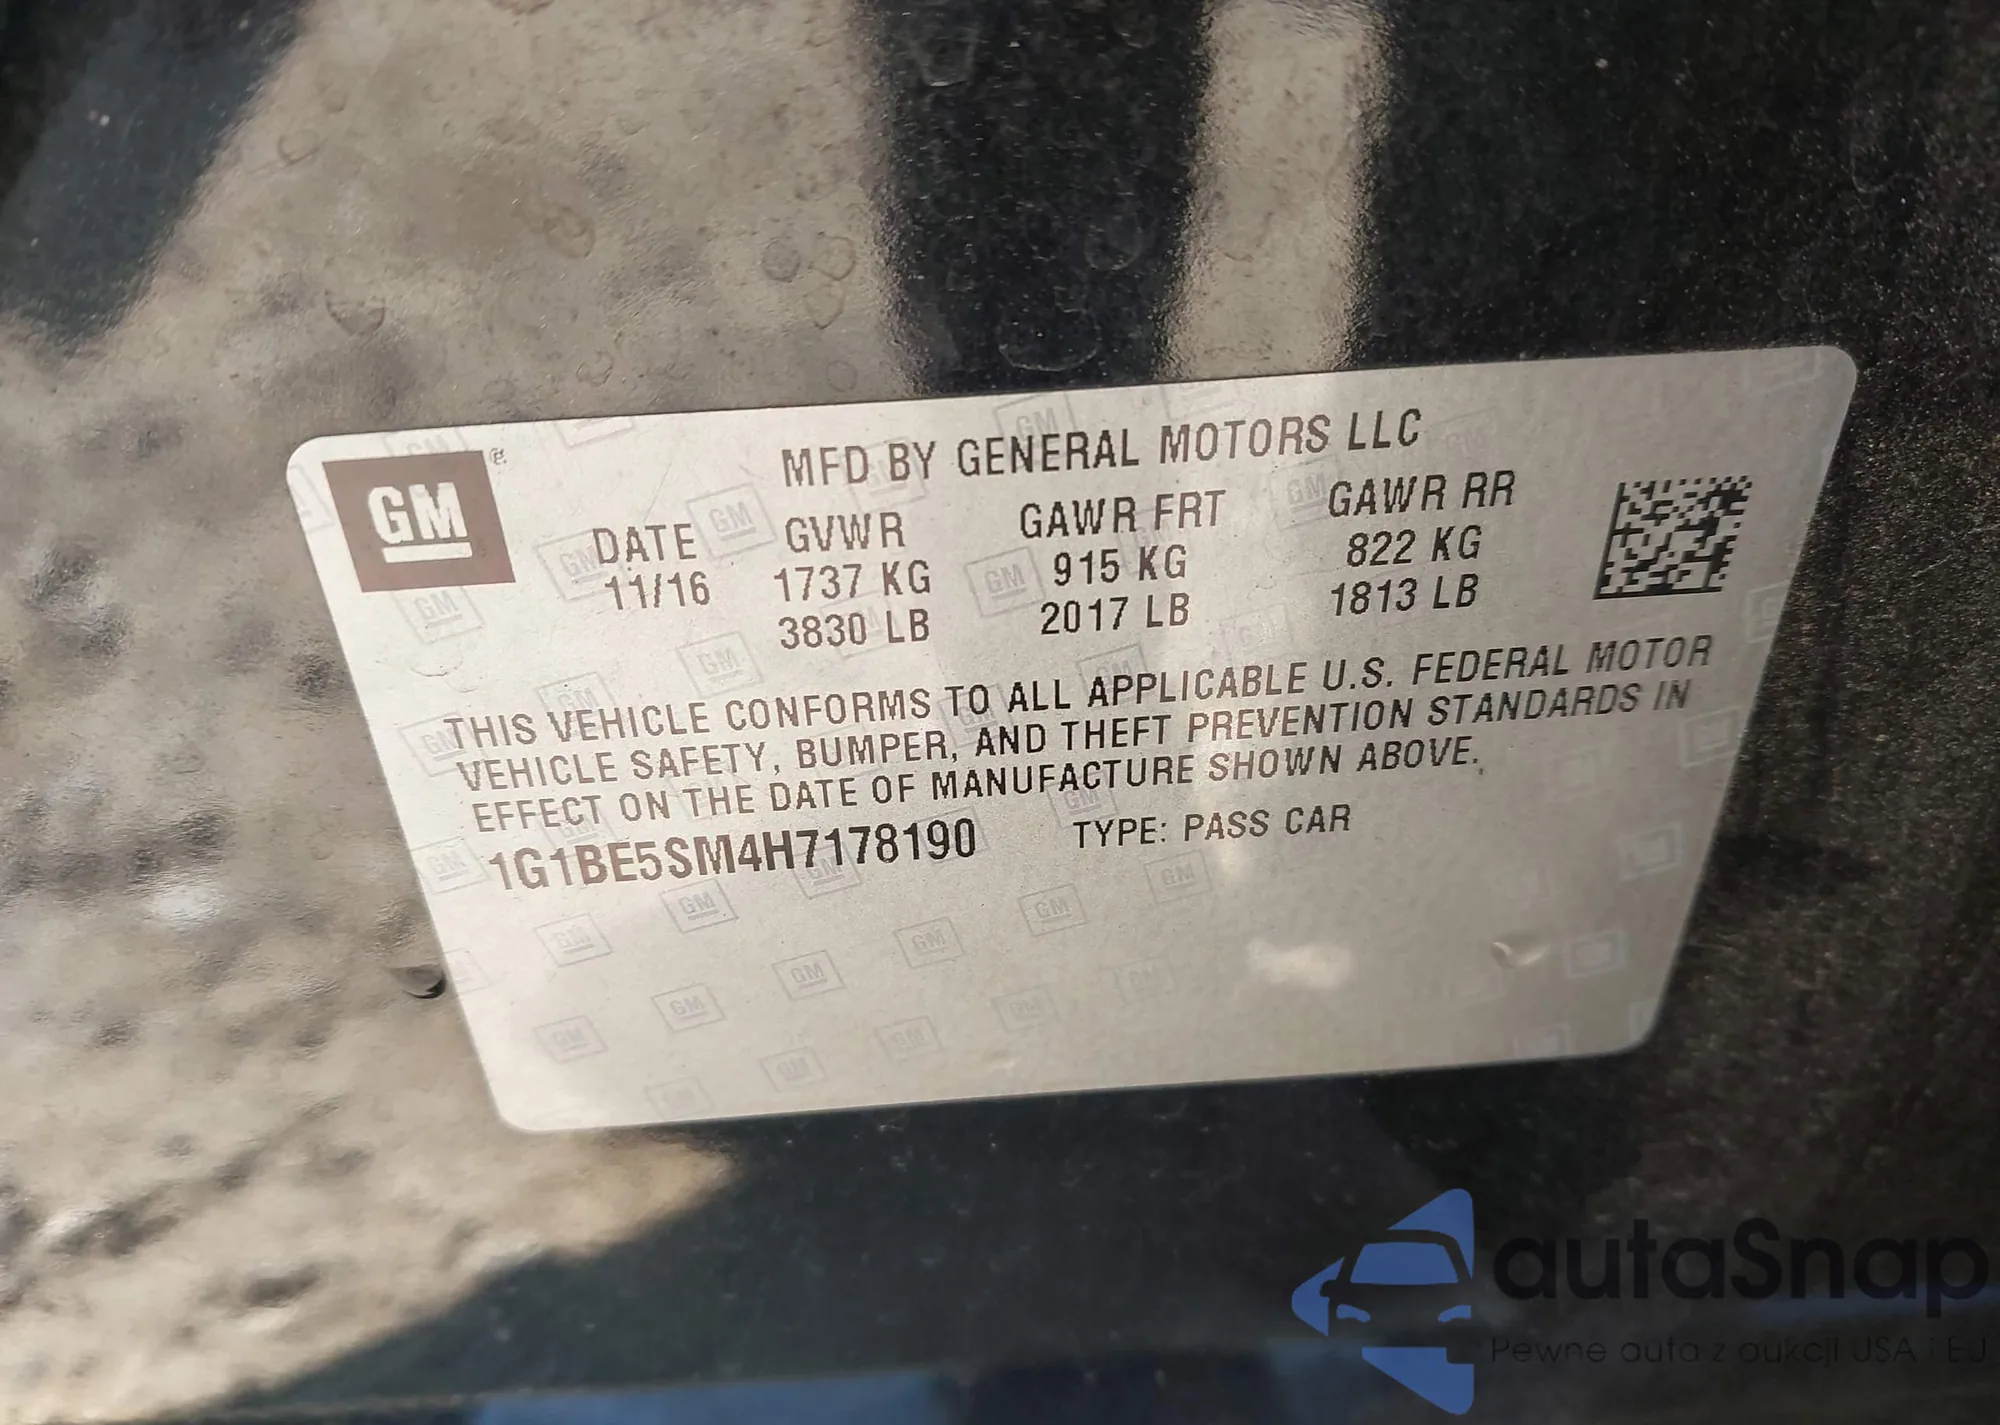 GM
MFD BY GENERAL MOTORS LLC
DATE GVWR GAWR FRT GAWR RR
11/16 1737 KG 915 KG 822 KG
3830 LB 2017 LB 1813 LB
THIS VEHICLE CONFORMS TO ALL APPLICABLE U.S. FEDERAL MOTOR
VEHICLE SAFETY, BUMPER, AND THEFT PREVENTION STANDARDS IN
EFFECT ON THE DATE OF MANUFACTURE SHOWN ABOVE.
1G1BE5SM4H7178190 TYPE: PASS CAR
autaSnap
Pewne auta z aukcji USA i EU